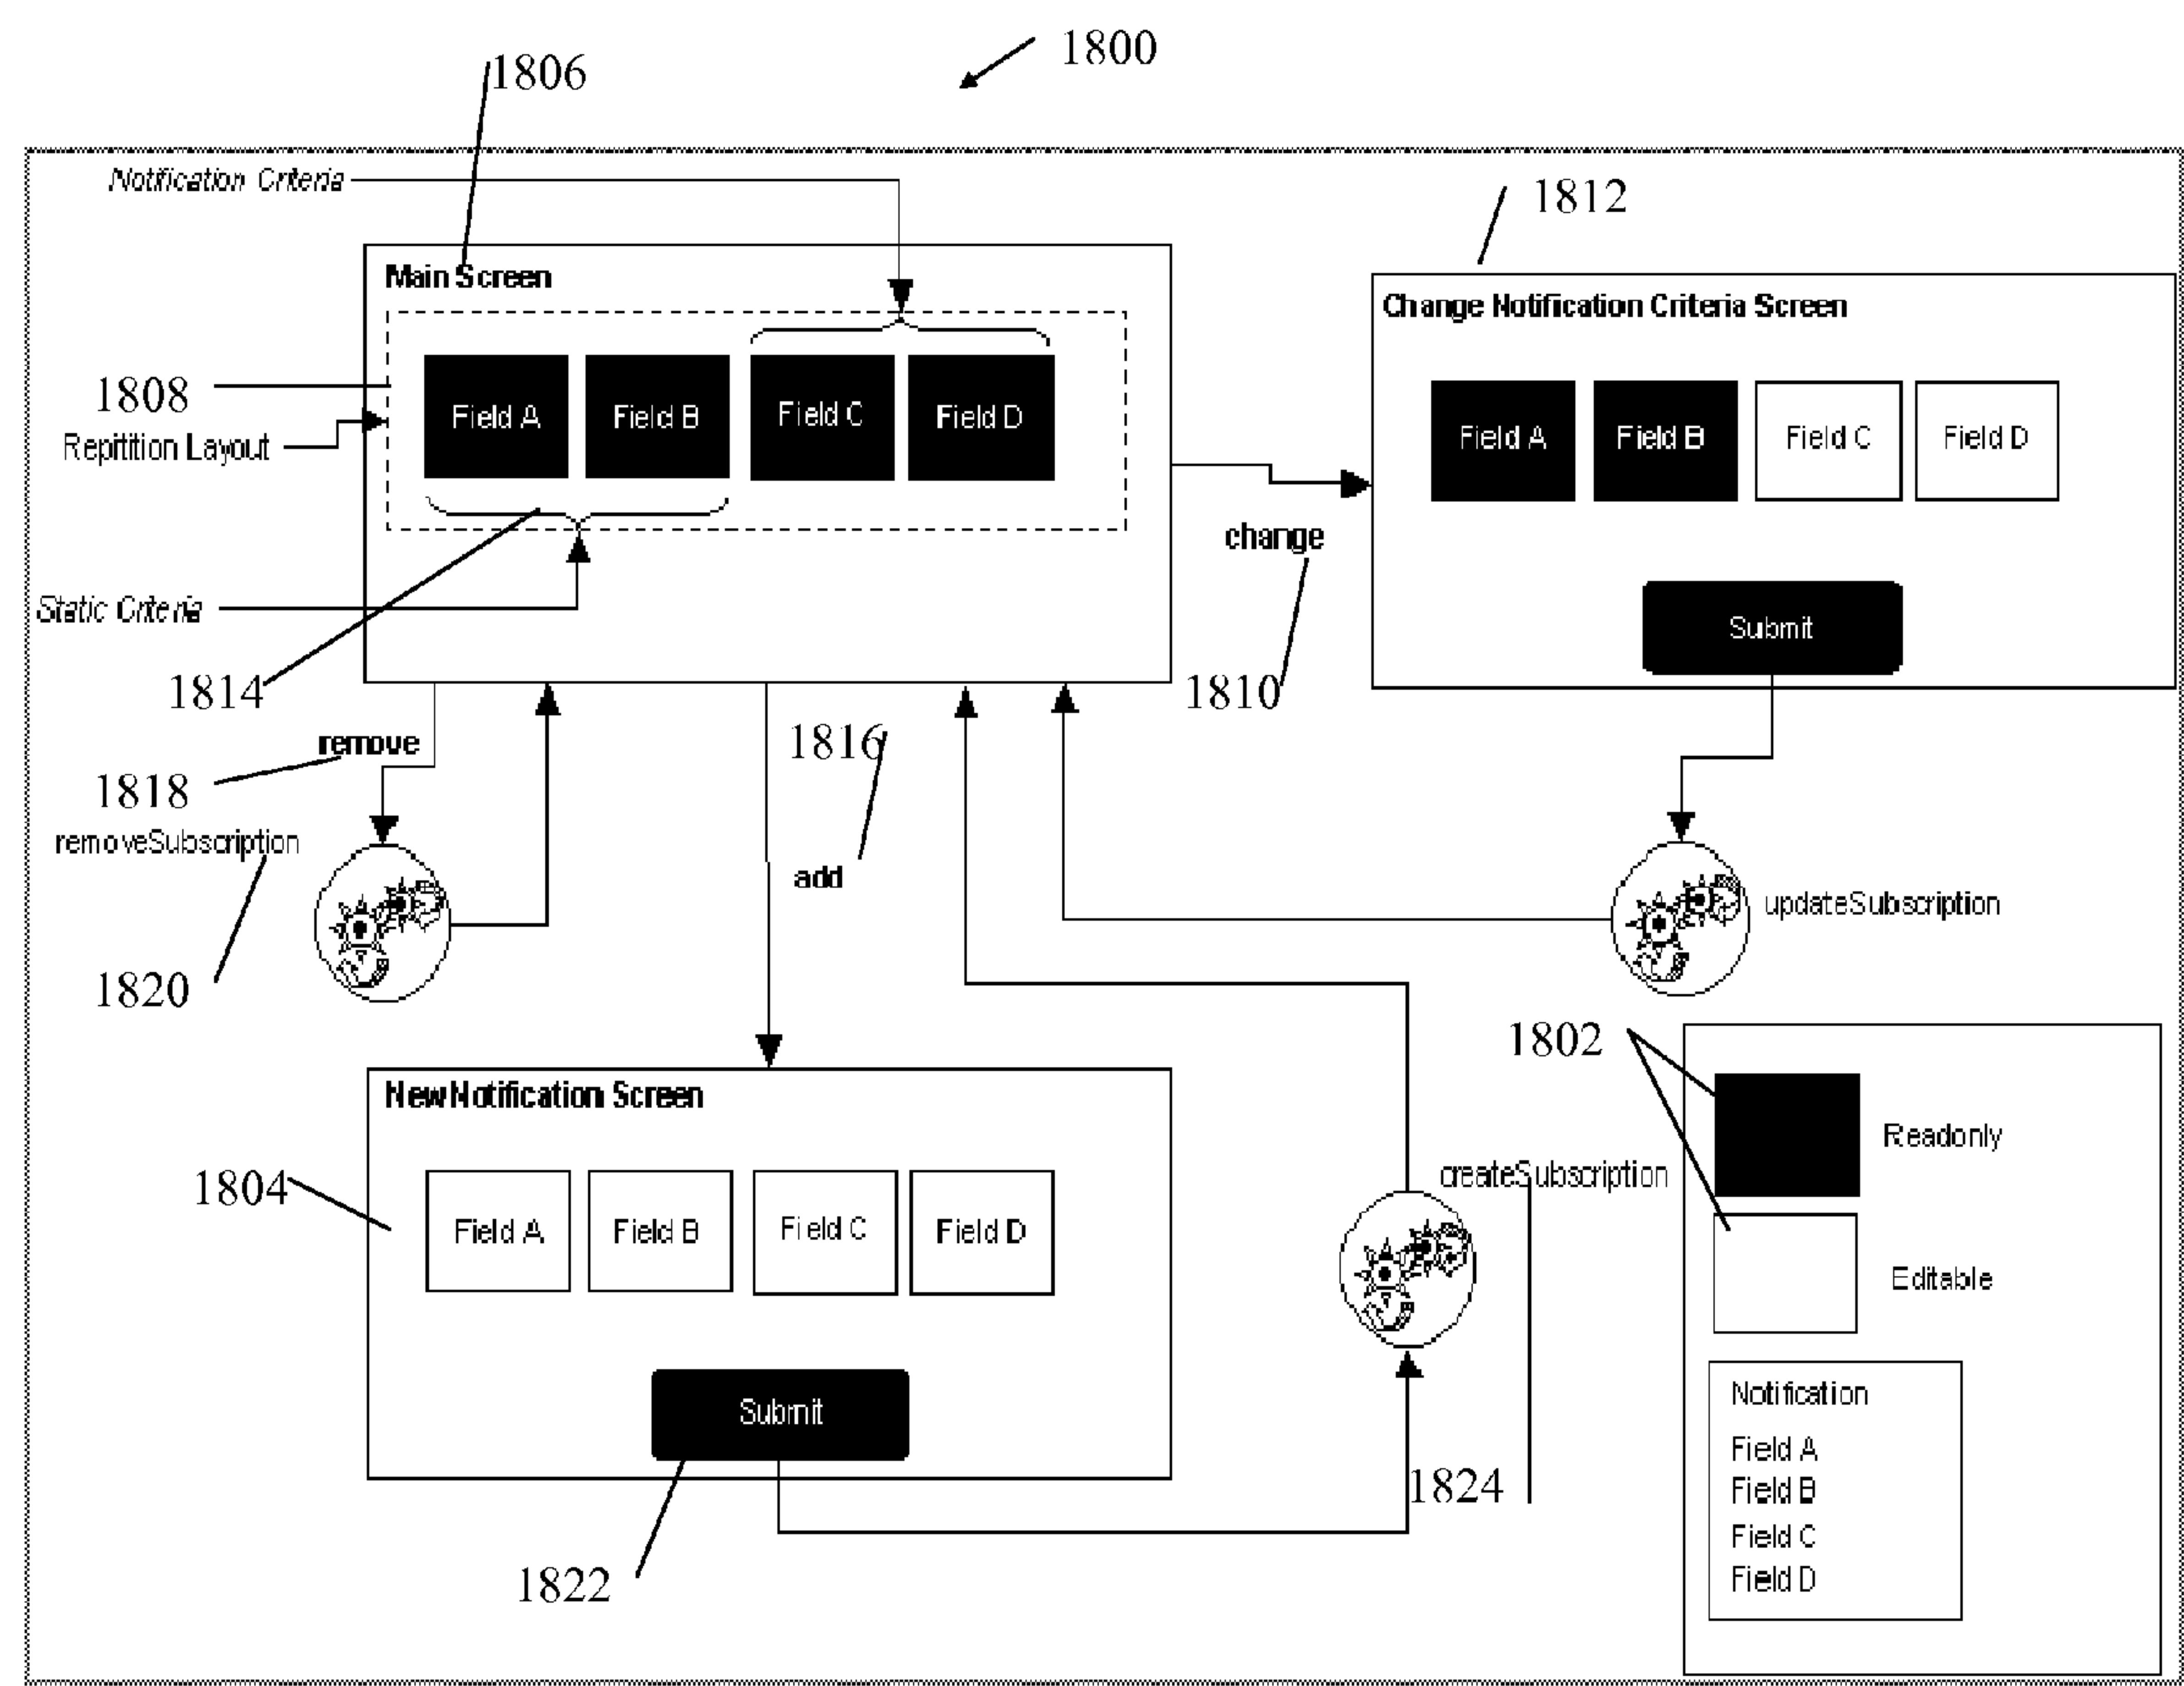 1800
1806
Notification Criteria
1812
Main Screen
Change Notification Criteria Screen
1808
Field A
Field B
Field C
Field D
Field A
Field B
Field C
Field D
Repitition Layout
change
Static Criteria
Submit
1814
1810
remove
1816
1818
removeSubscription
add
updateSubscription
1820
1802
New Notification Screen
Readonly
1804
createSubscription
Field A
Field B
Field C
Field D
Editable
Submit
Notification
Field A
1824
Field B
Field C
1822
Field D